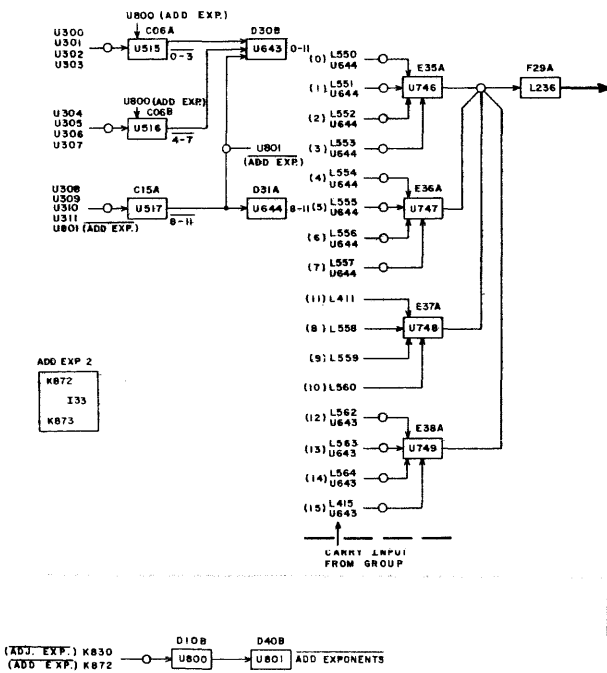 U800 (ADD EXP.)
U300
U301
U302
U303
C06A
U515
0-3
D30B
U643
0-11
U800 (ADD EXP.)
C06B
U304
U305
U306
U307
U516
4-7
U801
(ADD EXP.)
U308
U309
U310
U311
U801 (ADD EXP.)
C15A
U517
8-11
D31A
U644
8-11
(0) L550
U644
(1) L551
U644
(2) L552
U644
(3) L553
U644
E35A
U746
F29A
L236
(4) L554
U644
(5) L555
U644
(6) L556
U644
(7) L557
U644
E36A
U747
(11) L411
(8) L558
(9) L559
(10) L560
E37A
U748
ADD EXP 2
K872
I33
K873
(12) L562
U643
(13) L563
U643
(14) L564
U643
(15) L415
U643
E38A
U749
CARRY INPUT
FROM GROUP
(ADJ. EXP.) K830
(ADD EXP.) K872
D10B
U800
D40B
U801
ADD EXPONENTS